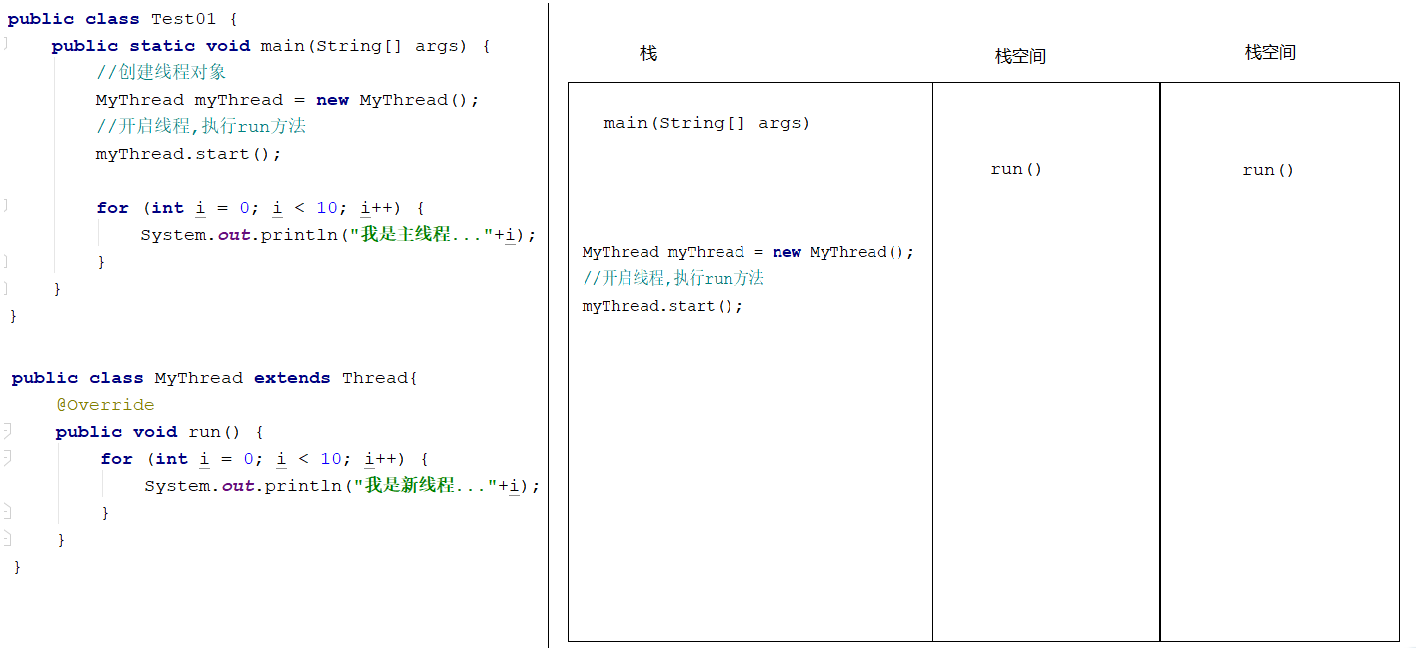 public class Test01 {
public static void main(String[] args) {
//创建线程对象
MyThread myThread = new MyThread();
//开启线程,执行run方法
myThread.start();
for (int i = 0; i < 10; i++) {
System.out.println("我是主线程..."+i);
}
}
}
public class MyThread extends Thread{
@Override
public void run() {
for (int i = 0; i < 10; i++) {
System.out.println("我是新线程..."+i);
}
}
}
栈
栈空间
栈空间
main(String[] args)
run()
run()
MyThread myThread = new MyThread();
//开启线程,执行run方法
myThread.start();